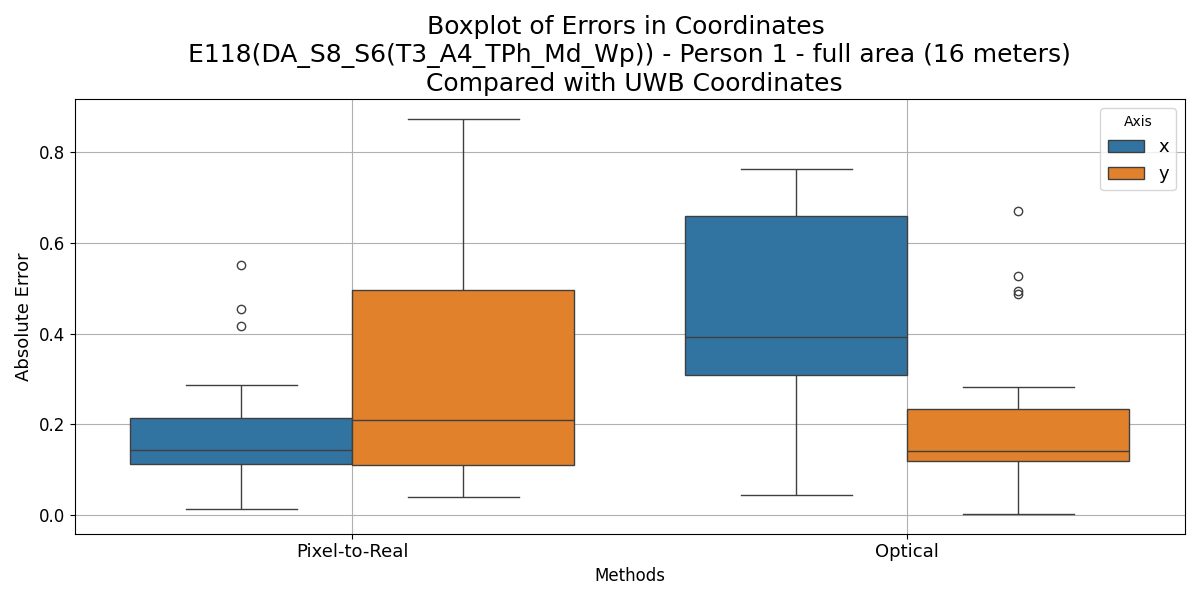 Boxplot of Errors in Coordinates
E118(DA_S8_S6(T3_A4_TPh_Md_Wp)) - Person 1 - full area (16 meters)
Compared with UWB Coordinates
Axis
x
y
Absolute Error
0.8
0.6
0.4
0.2
0.0
Pixel-to-Real
Optical
Methods